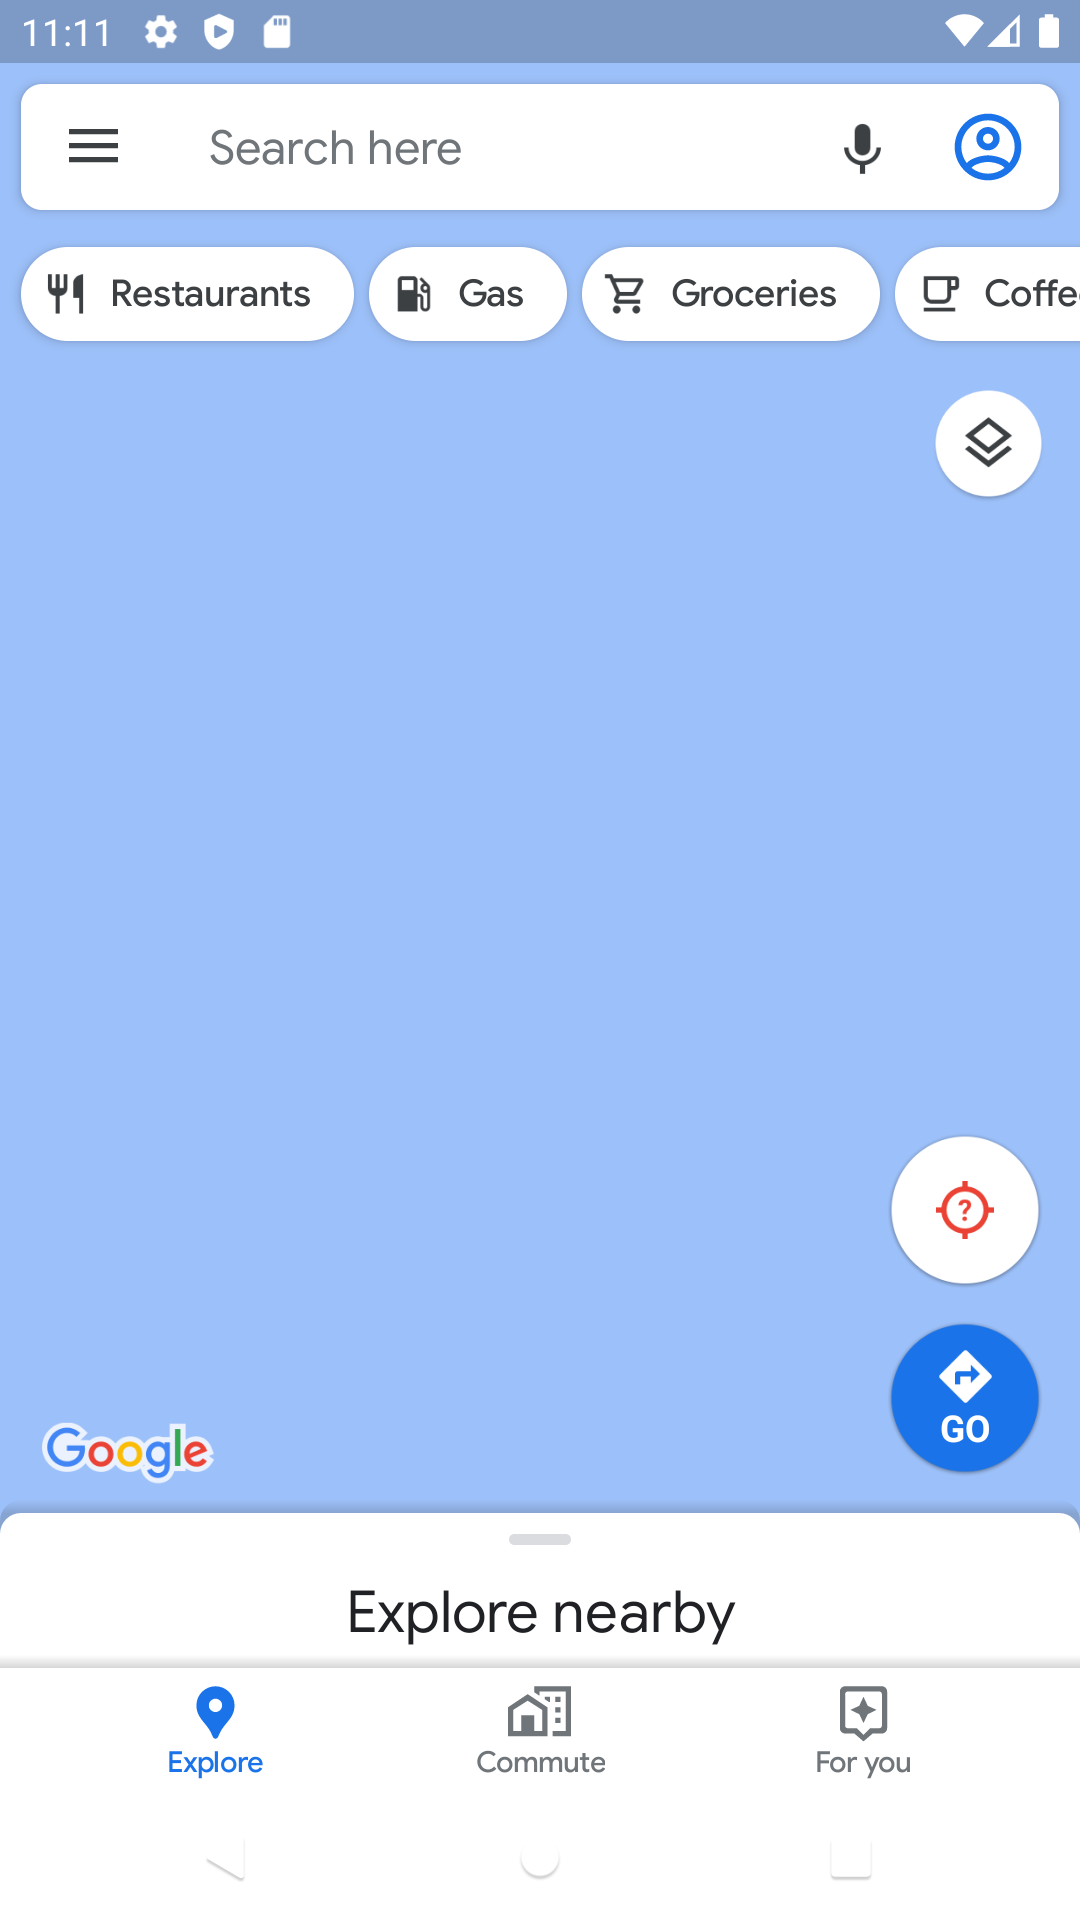 11:11
Search here
Restaurants
Gas
Groceries
Coffe
?
GO
Google
Explore nearby
Explore
Commute
For you